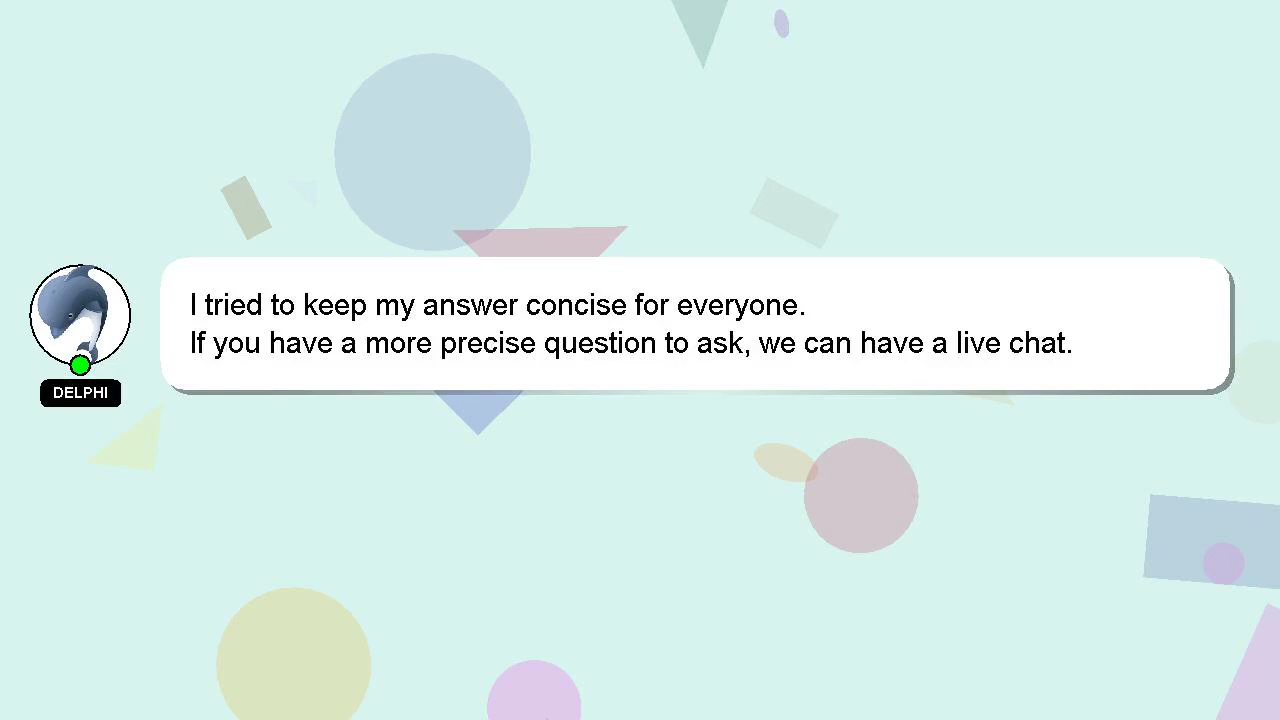 I tried to keep my answer concise for everyone.
If you have a more precise question to ask, we can have a live chat.
DELPHI